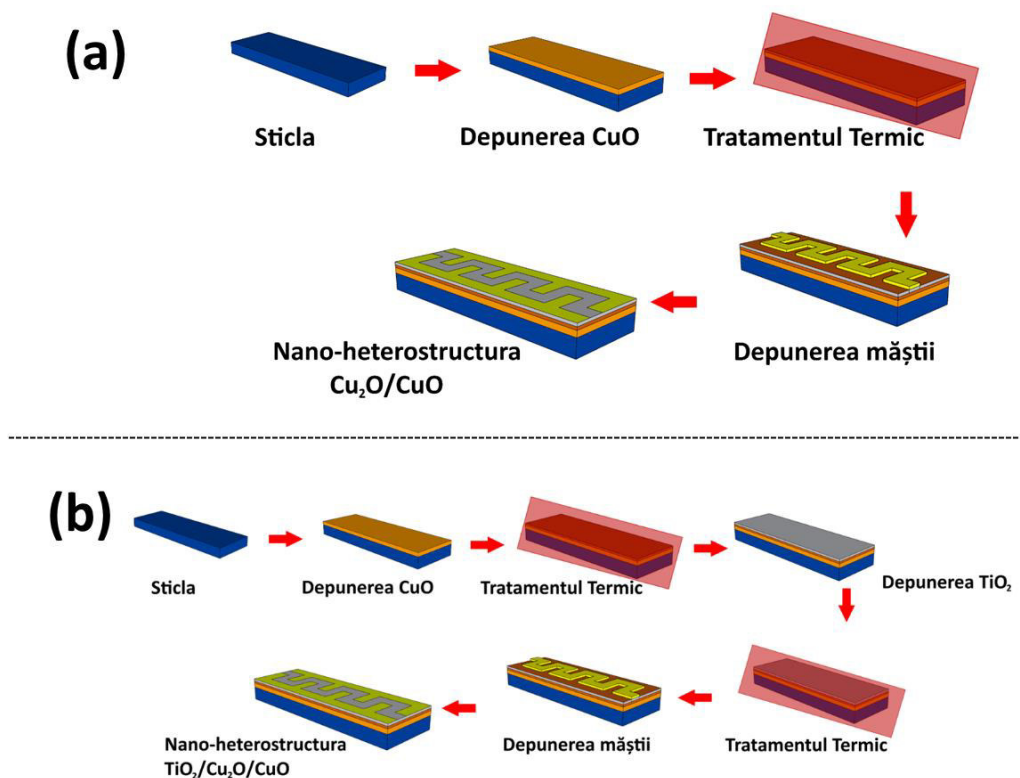 (a)
Sticla
Depunerea CuO
Tratamentul Termic
Nano-heterostructura
Cu₂O/CuO
Depunerea măștii
(b)
Sticla
Depunerea CuO
Tratamentul Termic
Depunerea TiO₂
Nano-heterostructura
TiO₂/Cu₂O/CuO
Depunerea măștii
Tratamentul Termic